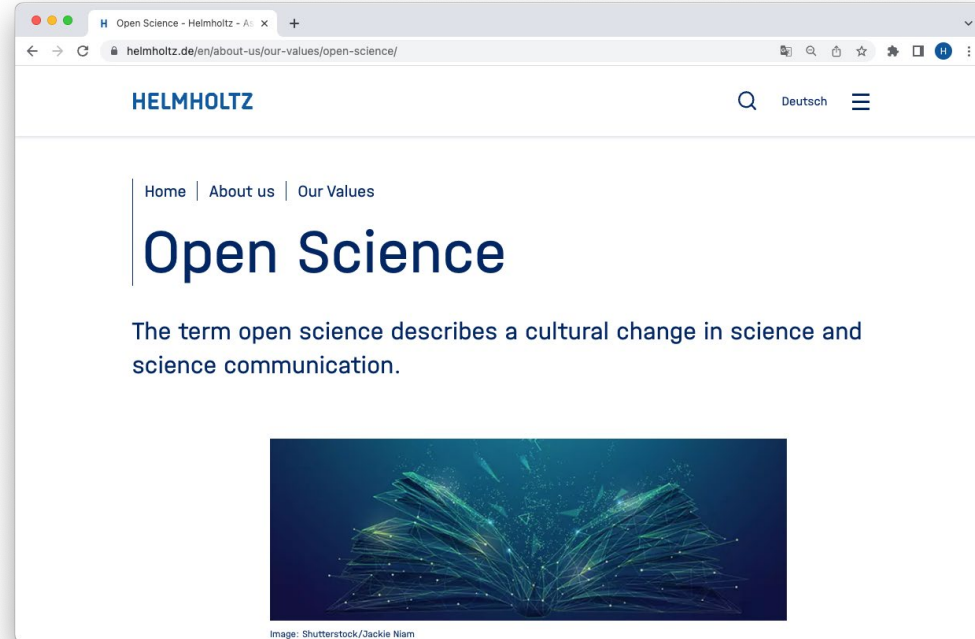 H Open Science - Helmholtz - As
helmholtz.de/en/about-us/our-values/open-science/
H
HELMHOLTZ
Deutsch
Home | About us | Our Values
Open Science
The term open science describes a cultural change in science and
science communication.
Image: Shutterstock/Jackie Niam